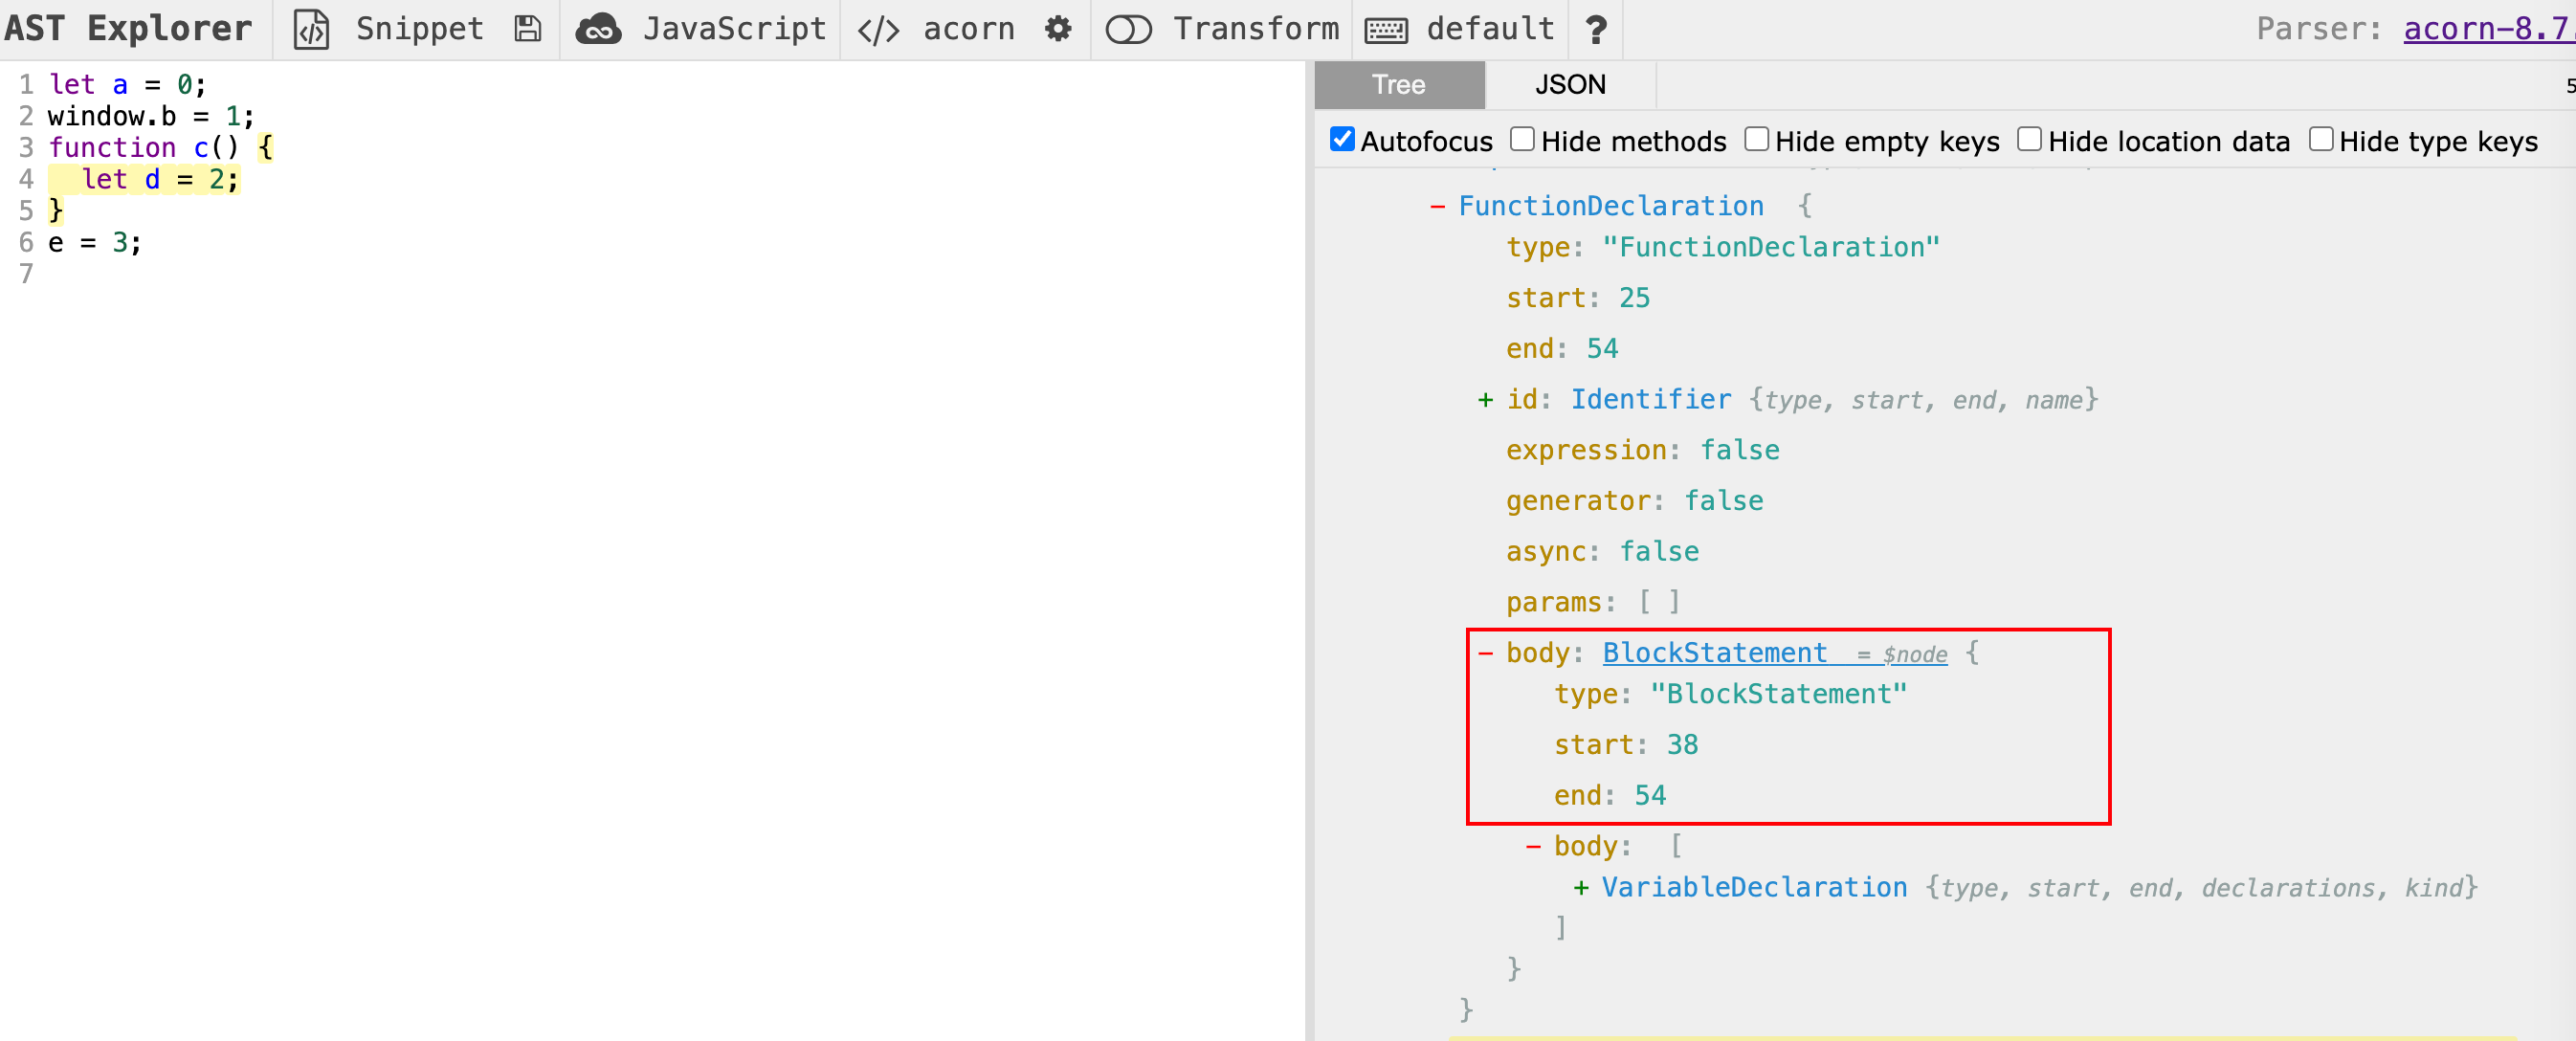 AST Explorer Snippet JavaScript </> acorn Transform default ? Parser: acorn-8.7.
Tree JSON 5
Autofocus Hide methods Hide empty keys Hide location data Hide type keys
1 let a = 0;
2 window.b = 1;
3 function c() {
4 let d = 2;
5 }
6 e = 3;
7
- FunctionDeclaration {
type: "FunctionDeclaration"
start: 25
end: 54
+ id: Identifier {type, start, end, name}
expression: false
generator: false
async: false
params: [ ]
- body: BlockStatement = $node {
type: "BlockStatement"
start: 38
end: 54
- body: [
+ VariableDeclaration {type, start, end, declarations, kind}
]
}
}